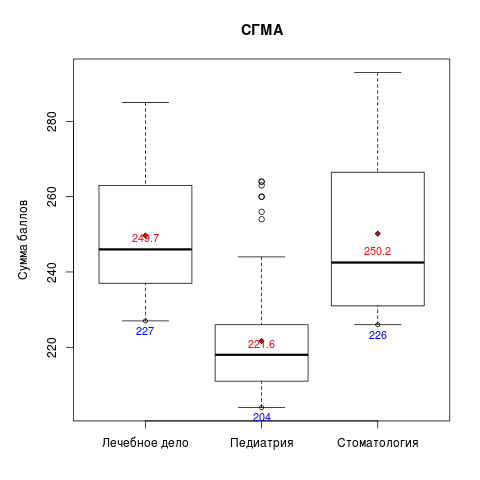 СГМА
Сумма баллов
280
260
240
220
249.7
227
221.6
204
250.2
226
Лечебное дело
Педиатрия
Стоматология